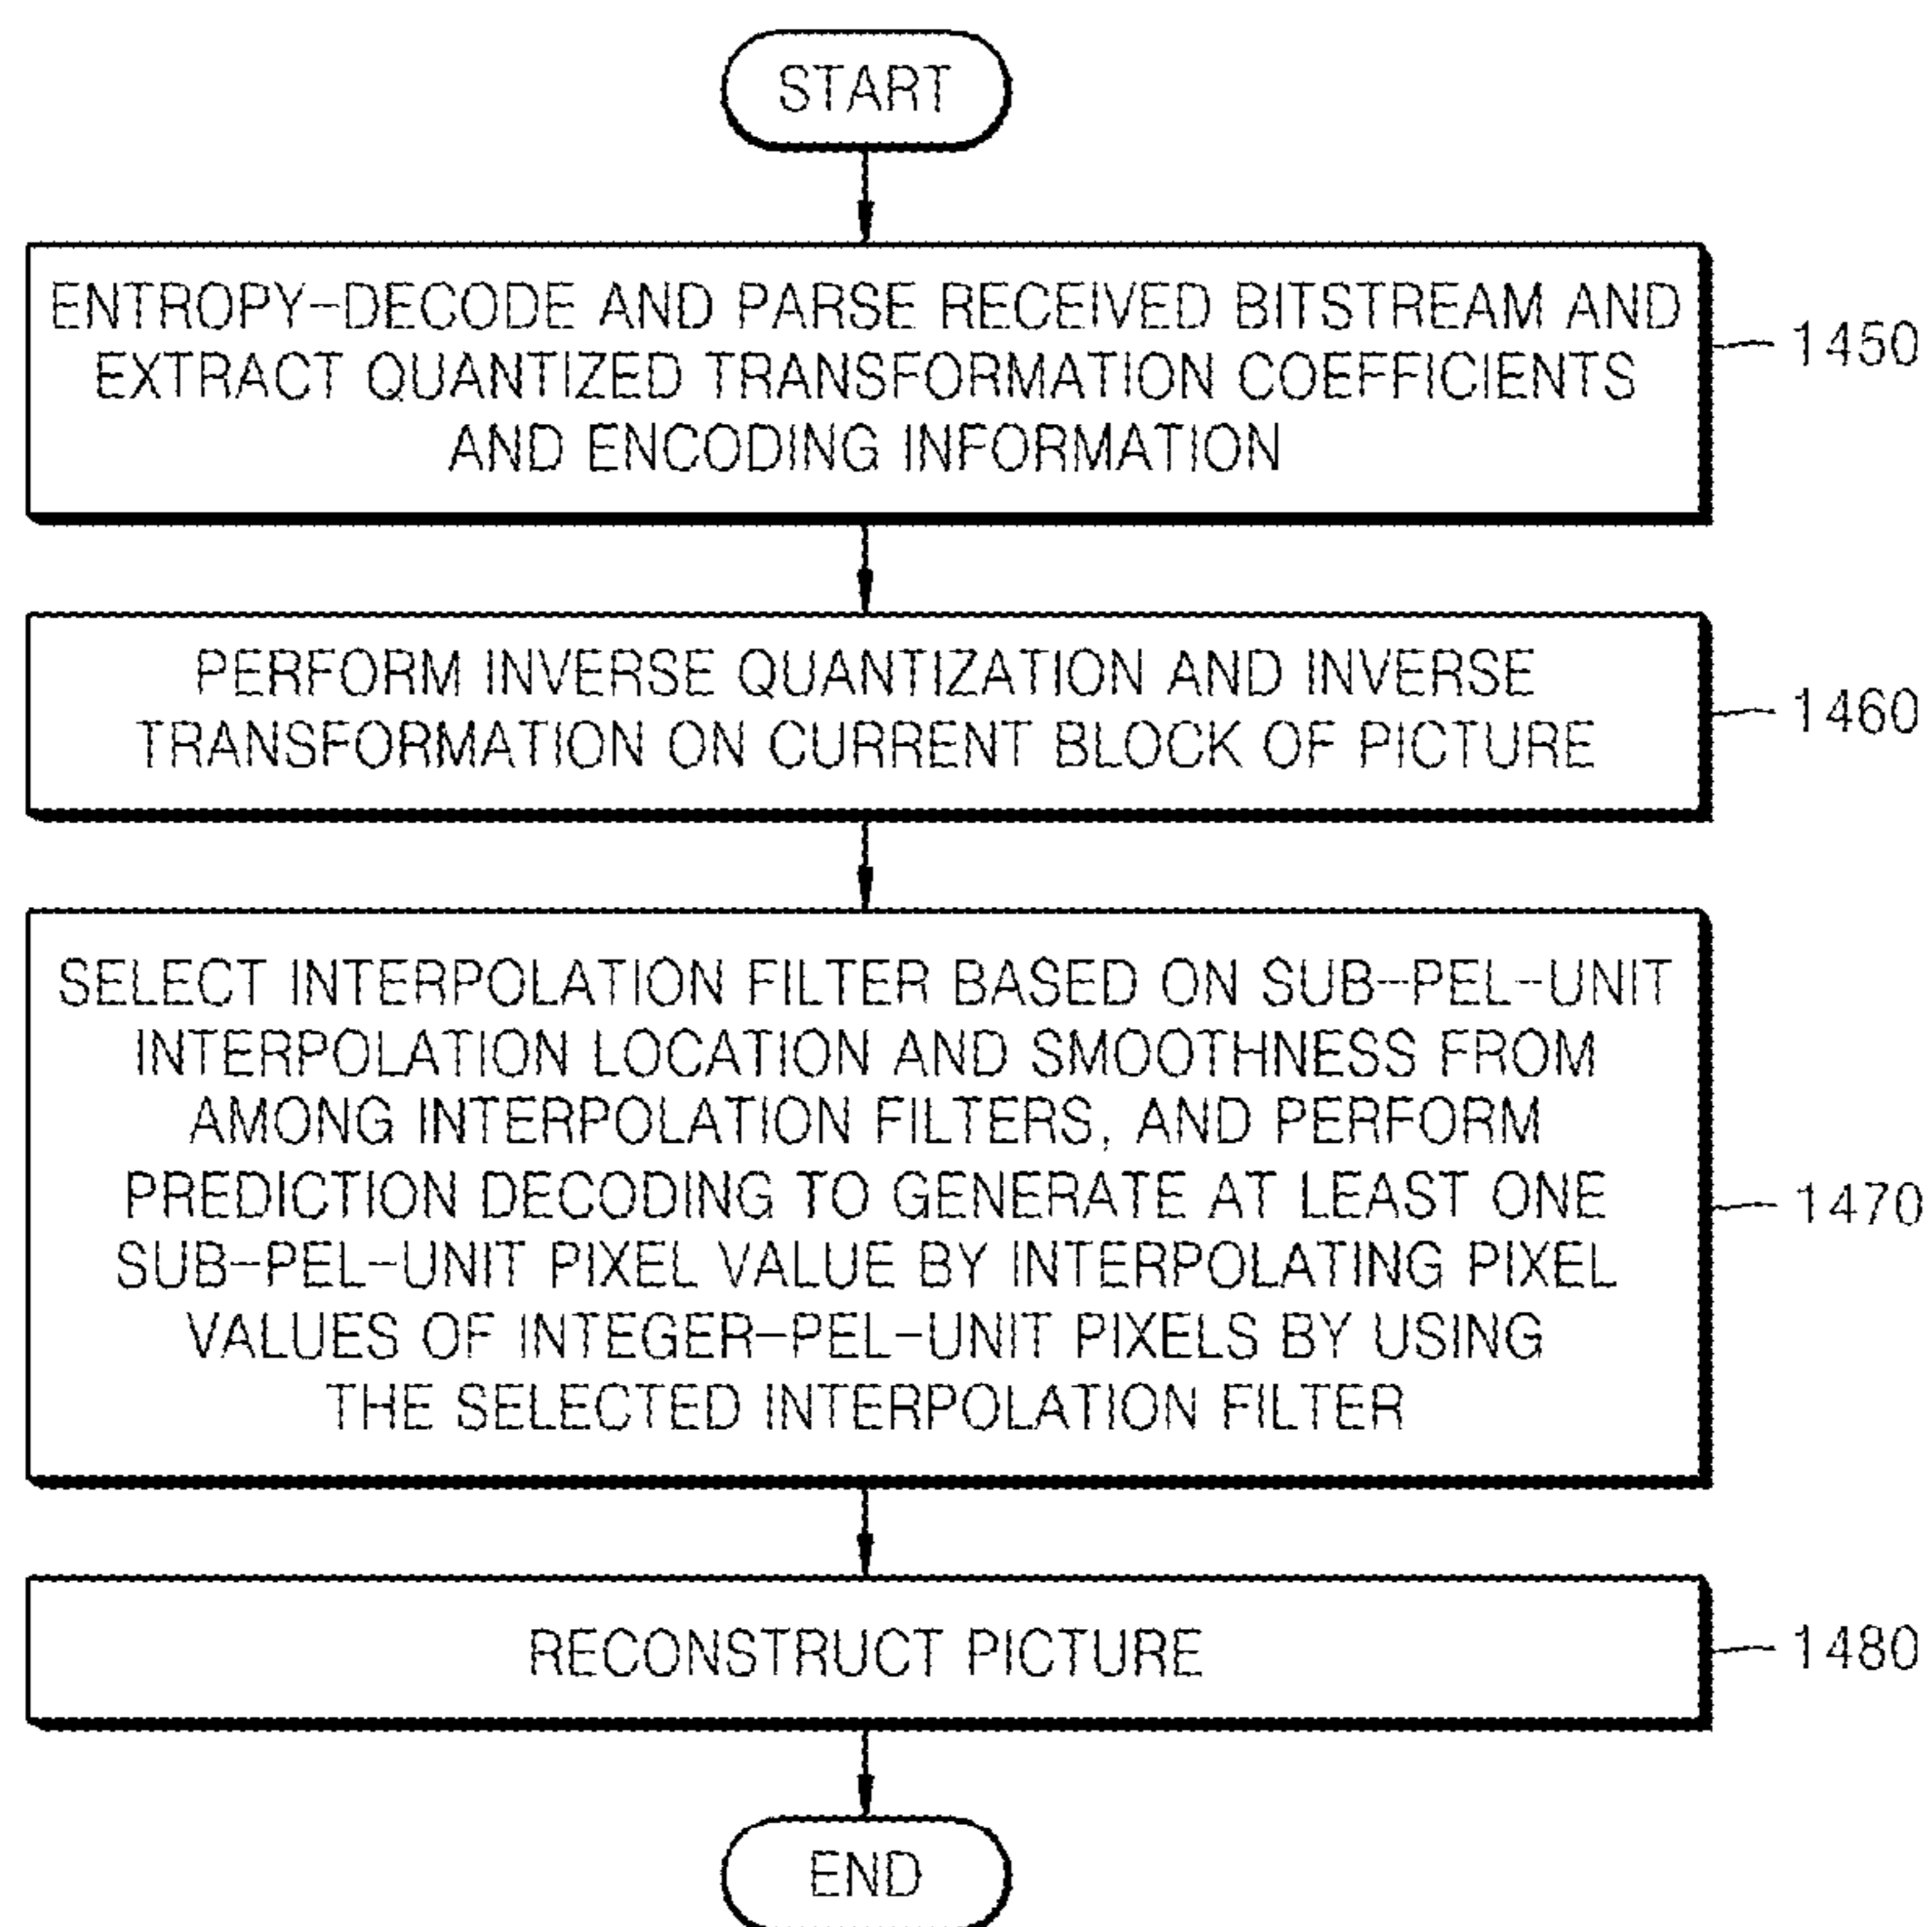 START
ENTROPY-DECODE AND PARSE RECEIVED BITSTREAM AND
EXTRACT QUANTIZED TRANSFORMATION COEFFICIENTS
AND ENCODING INFORMATION
1450
PERFORM INVERSE QUANTIZATION AND INVERSE
TRANSFORMATION ON CURRENT BLOCK OF PICTURE
1460
SELECT INTERPOLATION FILTER BASED ON SUB-PEL-UNIT
INTERPOLATION LOCATION AND SMOOTHNESS FROM
AMONG INTERPOLATION FILTERS, AND PERFORM
PREDICTION DECODING TO GENERATE AT LEAST ONE
SUB-PEL-UNIT PIXEL VALUE BY INTERPOLATING PIXEL
VALUES OF INTEGER-PEL-UNIT PIXELS BY USING
THE SELECTED INTERPOLATION FILTER
1470
RECONSTRUCT PICTURE
1480
END